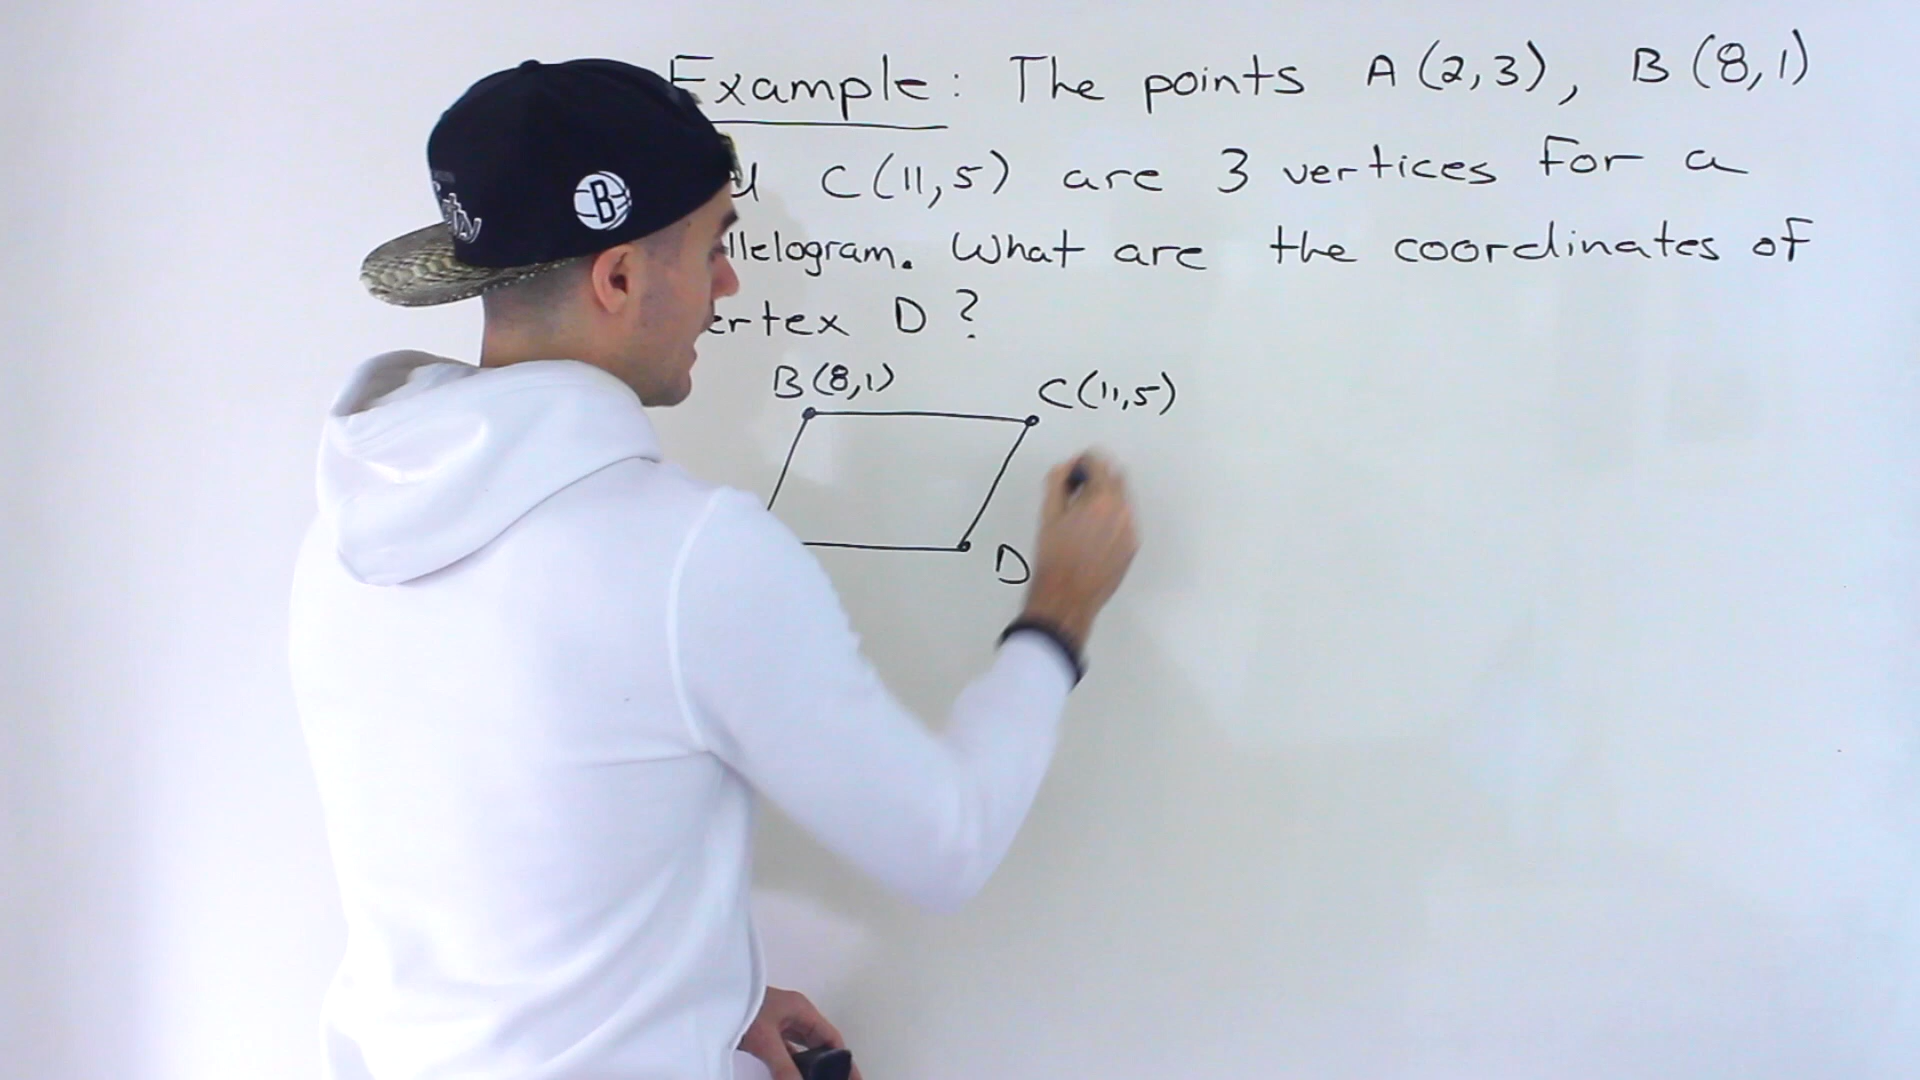 Example: The points A(2,3), B(8,1)
C(11,5) are 3 vertices for a
llelogram. What are the coordinates of
ertex D?
B(8,1) C(11,5)
D
B